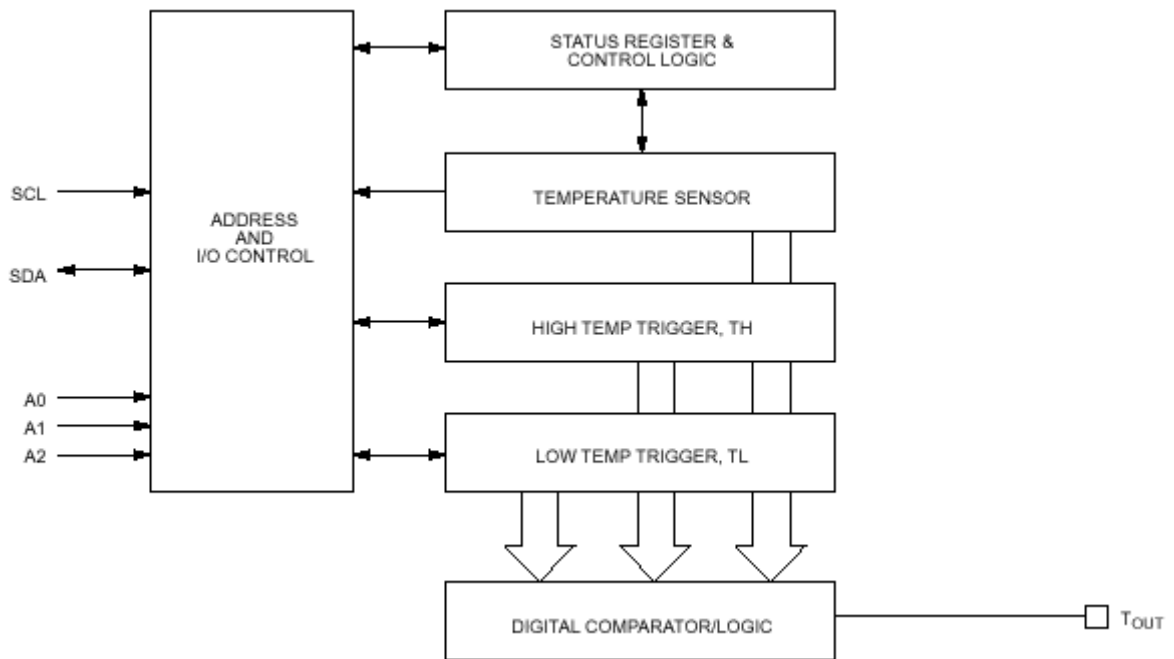 STATUS REGISTER &
CONTROL LOGIC
SCL
TEMPERATURE SENSOR
ADDRESS
AND
I/O CONTROL
SDA
HIGH TEMP TRIGGER, TH
A0
A1
A2
LOW TEMP TRIGGER, TL
DIGITAL COMPARATOR/LOGIC
TOUT